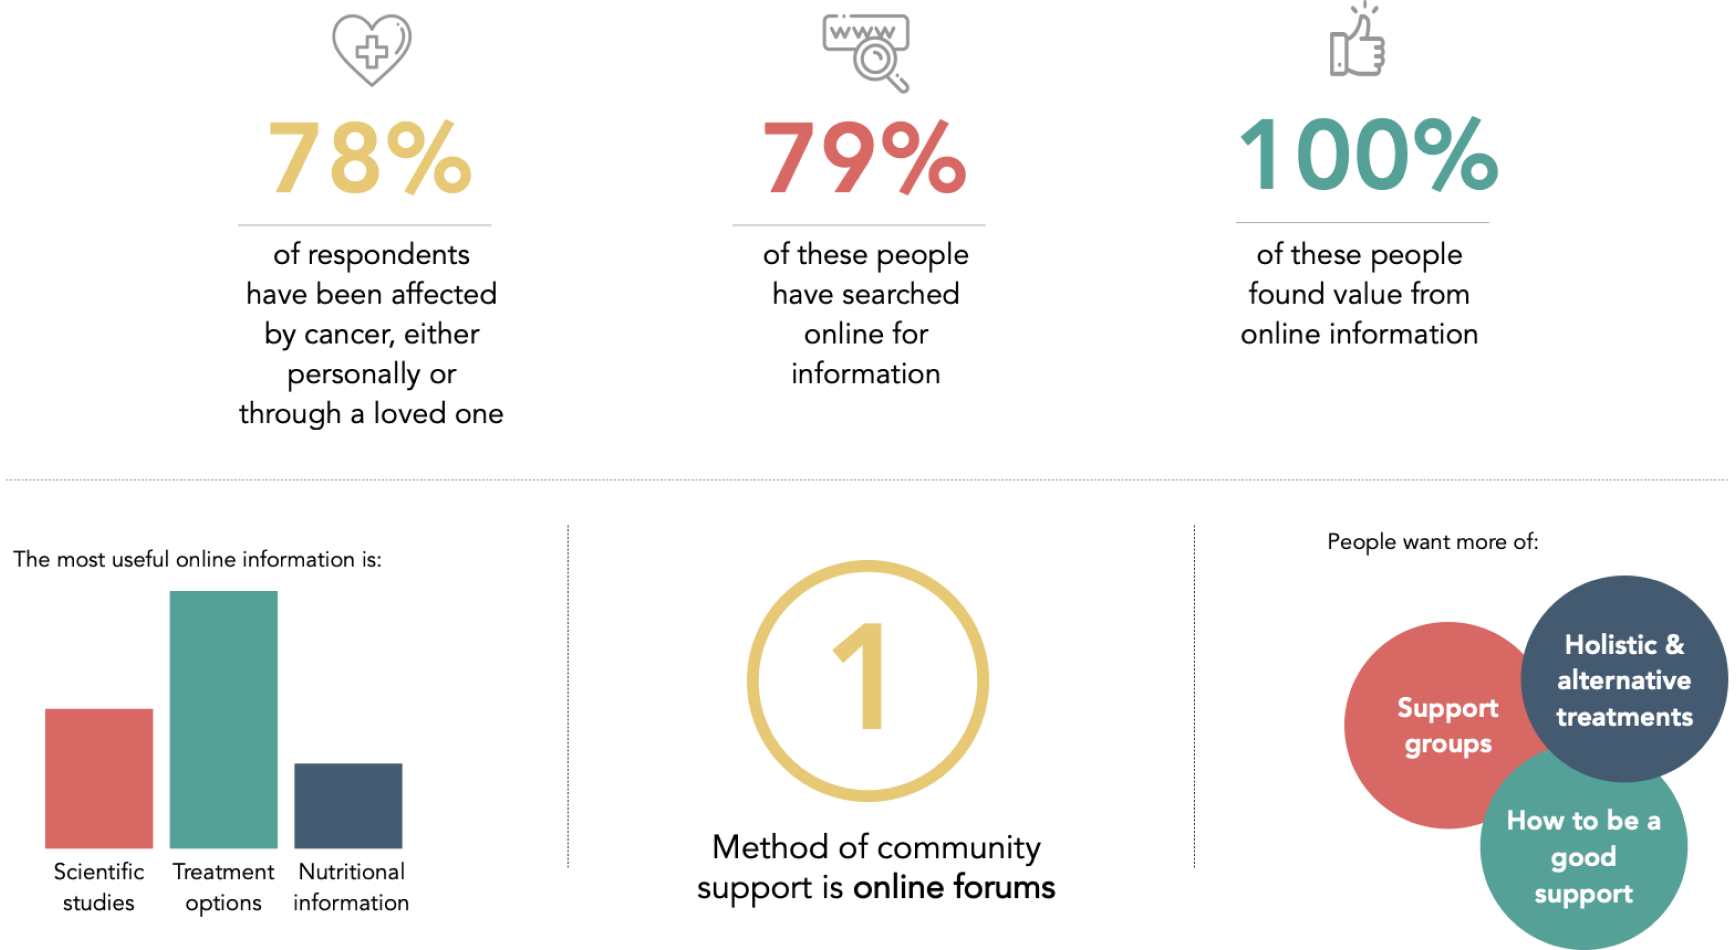 www
78%
of respondents
have been affected
by cancer, either
personally or
through a loved one
79%
of these people
have searched
online for
information
100%
of these people
found value from
online information
The most useful online information is:
Scientific
studies
Treatment
options
Nutritional
information
1
Method of community
support is online forums
People want more of:
Support
groups
Holistic &
alternative
treatments
How to be a
good
support